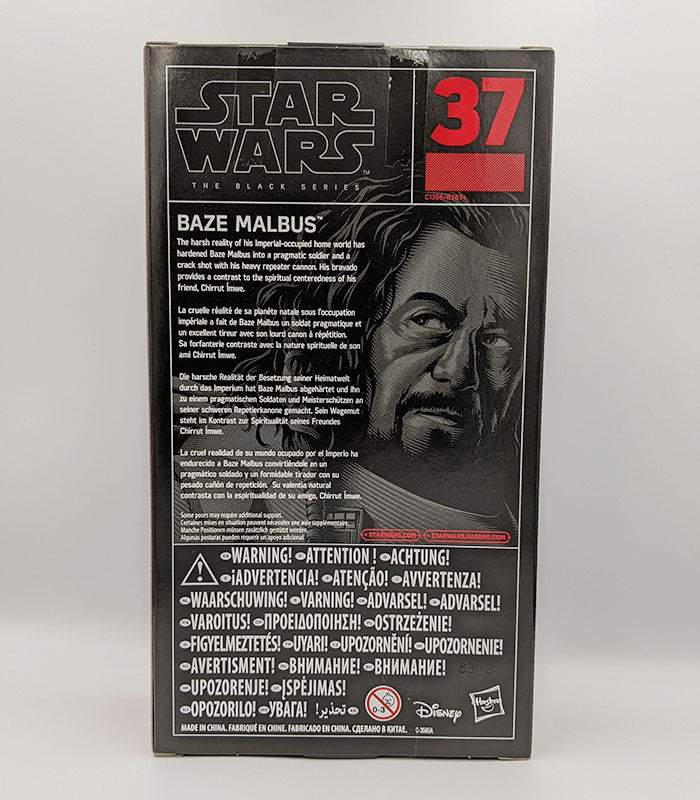 STAR
WARS™
THE BLACK SERIES
37
BAZE MALBUS™
The harsh reality of his Imperial-occupied home world has
hardened Baze Malbus into a pragmatic soldier and a
crack shot with his heavy repeater cannon. His bravado
provides a contrast to the spiritual centeredness of his
friend, Chirrut Îmwe.
La cruelle réalité de sa planète natale sous l'occupation
impériale a fait de Baze Malbus un soldat pragmatique et
un excellent tireur avec son lourd canon à répétition.
Sa forfanterie contraste avec la nature spirituelle de son
ami Chirrut Îmwe.
Die harsche Realität der Besetzung seiner Heimatwelt
durch das Imperium hat Baze Malbus abgehärtet und ihn
zu einem pragmatischen Soldaten und Meisterschützen an
seiner schweren Repetierkanone gemacht. Sein Wagemut
steht im Kontrast zur Spiritualität seines Freundes
Chirrut Îmwe.
La cruel realidad de su mundo ocupado por el Imperio ha
endurecido a Baze Malbus convirtiéndole en un
pragmático soldado y un formidable tirador con su
pesado cañón de repetición. Su valentía natural
contrasta con la espiritualidad de su amigo, Chirrut Îmwe.
Some poses may require additional support.
Certaines mises en situation peuvent nécessiter une aide supplémentaire.
Manche Positionen müssen zusätzlich gestützt werden.
Algunas posturas pueden requerir un apoyo adicional.
STARWARS.COM STARWARS.HASBRO.COM
WARNING! ATTENTION ! ACHTUNG!
¡ADVERTENCIA! ATENÇÃO! AVVERTENZA!
WAARSCHUWING! VARNING! ADVARSEL! ADVARSEL!
VAROITUS! ΠΡΟΕΙΔΟΠΟΙΗΣΗ! OSTRZEŻENIE!
FIGYELMEZTETÉS! UYARI! UPOZORNĚNÍ! UPOZORNENIE!
AVERTISMENT! ВНИМАНИЕ! ВНИМАНИЕ!
UPOZORENJE! ĮSPĖJIMAS!
OPOZORILO! УВАГА! تحذير!
0-3
Disney
Hasbro
MADE IN CHINA. FABRIQUÉ EN CHINE. FABRICADO EN CHINA. СДЕЛАНО В КИТАЕ.